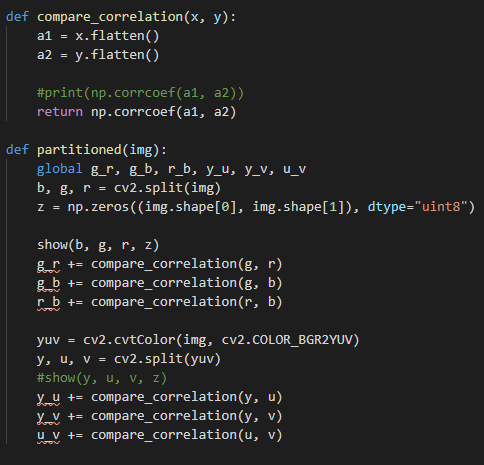 def compare_correlation(x, y):
    a1 = x.flatten()
    a2 = y.flatten()

    #print(np.corrcoef(a1, a2))
    return np.corrcoef(a1, a2)

def partitioned(img):
    global g_r, g_b, r_b, y_u, y_v, u_v
    b, g, r = cv2.split(img)
    z = np.zeros((img.shape[0], img.shape[1]), dtype="uint8")

    show(b, g, r, z)
    g_r += compare_correlation(g, r)
    g_b += compare_correlation(g, b)
    r_b += compare_correlation(r, b)

    yuv = cv2.cvtColor(img, cv2.COLOR_BGR2YUV)
    y, u, v = cv2.split(yuv)
    #show(y, u, v, z)
    y_u += compare_correlation(y, u)
    y_v += compare_correlation(y, v)
    u_v += compare_correlation(u, v)